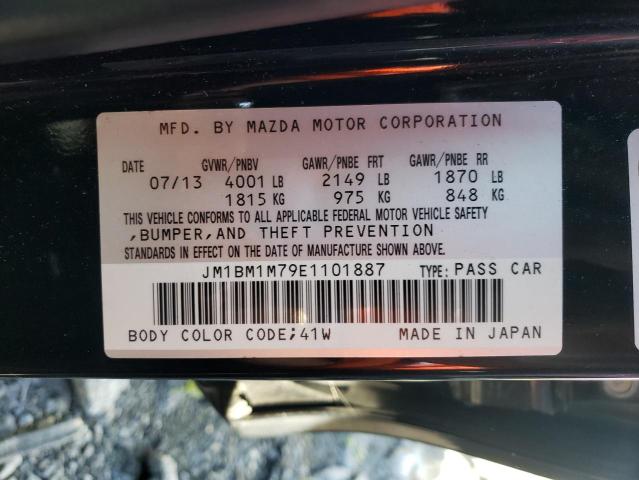 MFD. BY MAZDA MOTOR CORPORATION
DATE GVWR/PNBV GAWR/PNBE FRT GAWR/PNBE RR
07/13 4001 LB 2149 LB 1870 LB
1815 KG 975 KG 848 KG
THIS VEHICLE CONFORMS TO ALL APPLICABLE FEDERAL MOTOR VEHICLE SAFETY
,BUMPER,AND THEFT PREVENTION
STANDARDS IN EFFECT ON THE DATE OF MANUFACTURE SHOWN ABOVE.
JM1BM1M79E1101887 TYPE: PASS CAR
BODY COLOR CODE;41W MADE IN JAPAN